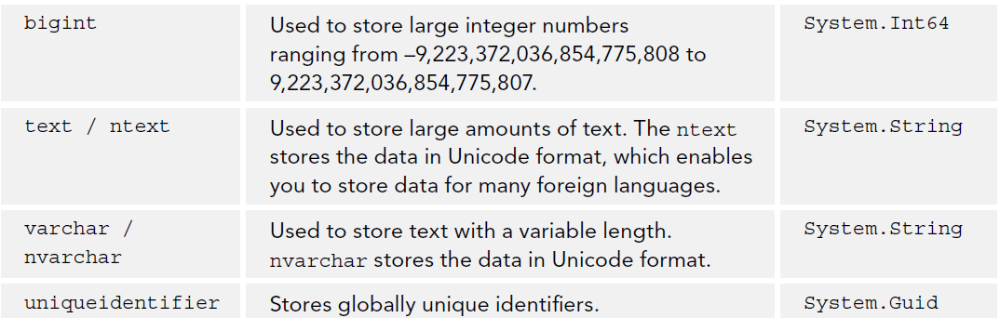 bigint
Used to store large integer numbers
ranging from –9,223,372,036,854,775,808 to
9,223,372,036,854,775,807.
System.Int64
text / ntext
Used to store large amounts of text. The ntext
stores the data in Unicode format, which enables
you to store data for many foreign languages.
System.String
varchar /
nvarchar
Used to store text with a variable length.
nvarchar stores the data in Unicode format.
System.String
uniqueidentifier
Stores globally unique identifiers.
System.Guid